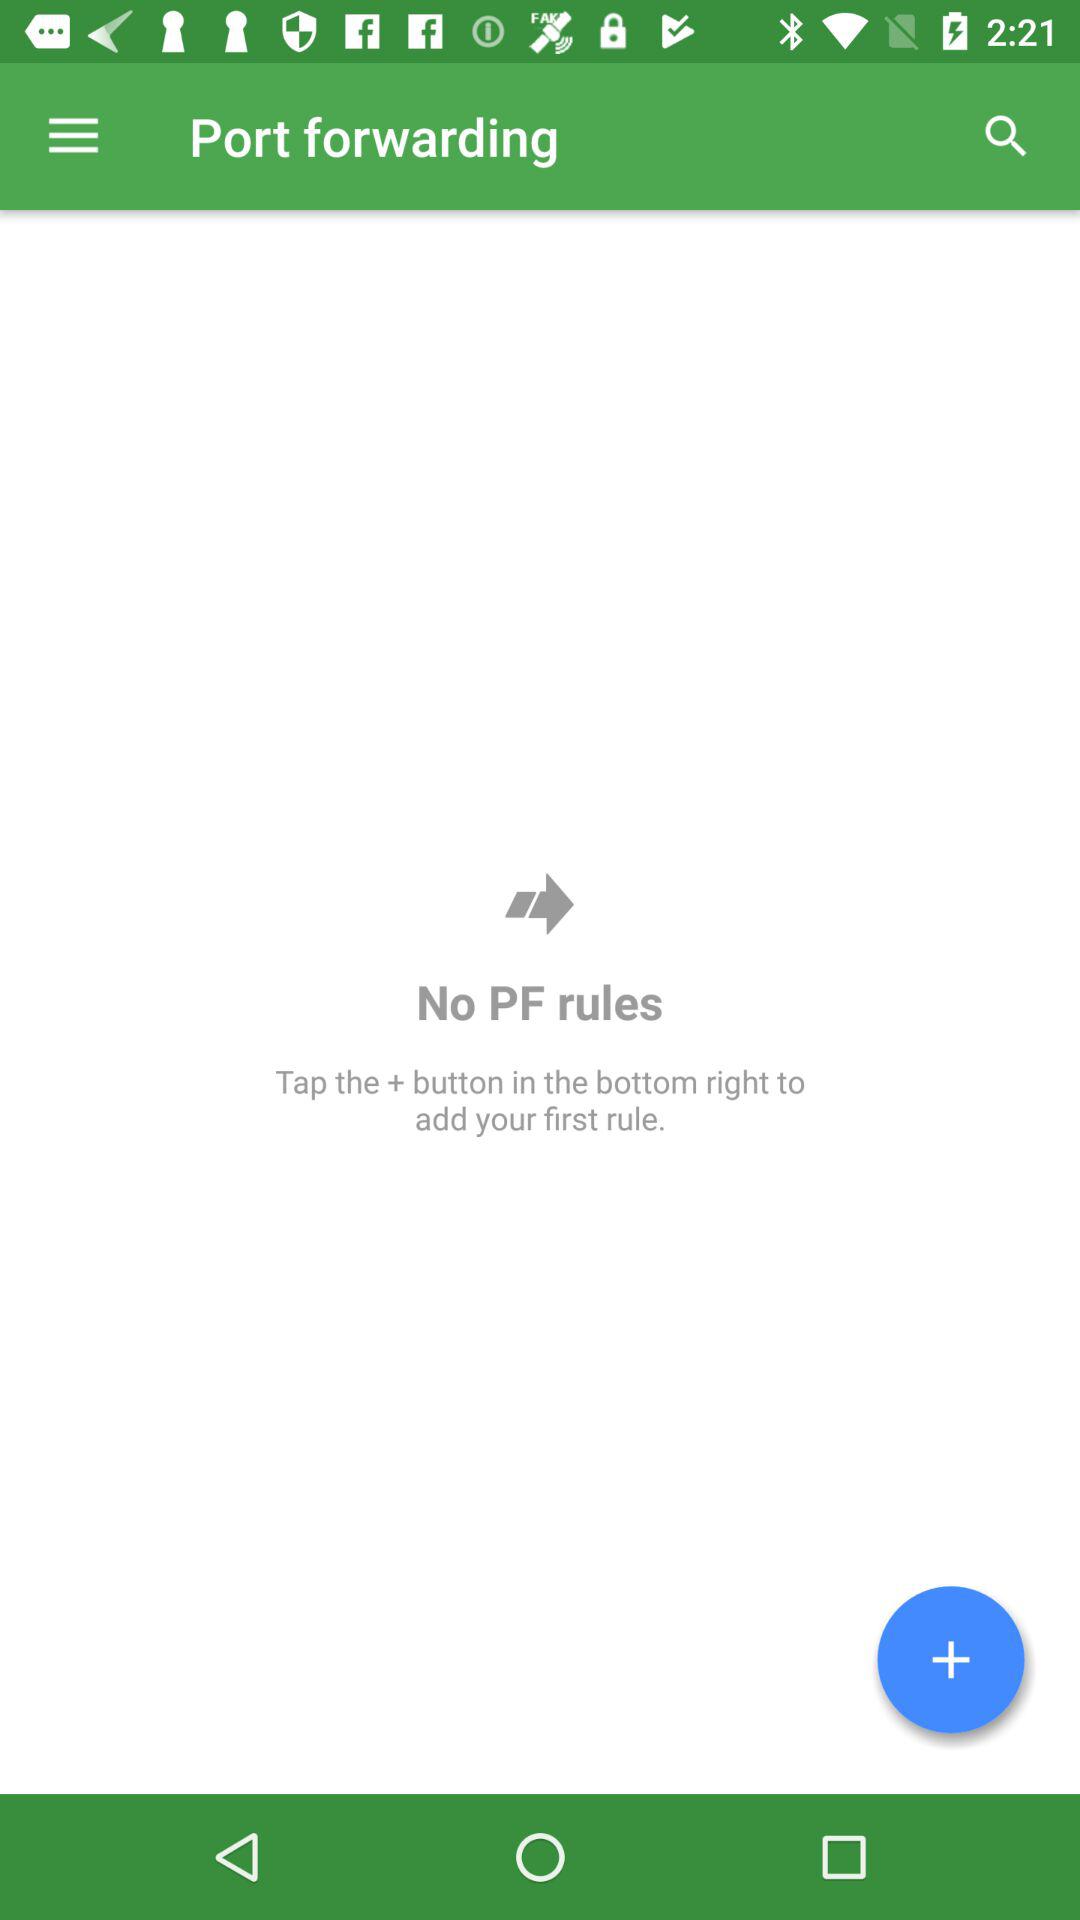 FAKE
2:21
Port forwarding
No PF rules
Tap the + button in the bottom right to
add your first rule.